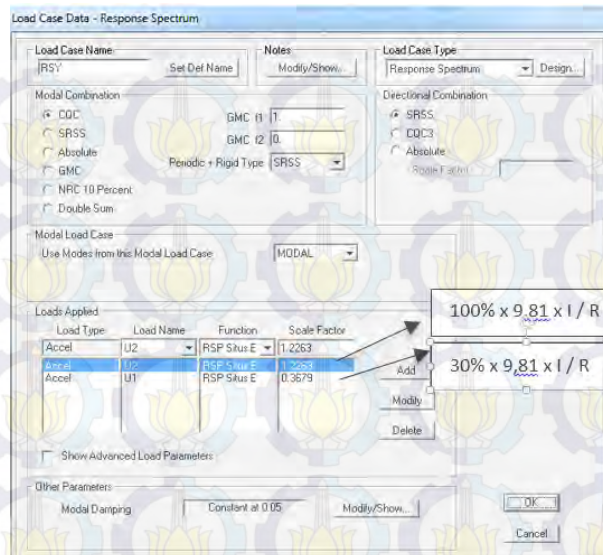 Load Case Data - Response Spectrum
Load Case Name
Notes
Load Case Type
RSY
Set Def Name
Modify/Show...
Response Spectrum
Design...
Modal Combination
Directional Combination
CQC
SRSS
Absolute
GMC
NRC 10 Percent
Double Sum
GMC f1
1.
GMC f2
0.
Periodic + Rigid Type
SRSS
SRSS
CQC3
Absolute
Scale Factor
Modal Load Case
Use Modes from this Modal Load Case
MODAL
Loads Applied
Load Type Load Name Function Scale Factor
Accel U2 RSP Situs E 1.2263
Accel U2 RSP Situs E 1.2263
Accel U1 RSP Situs E 0.3679
Add
Modify
Delete
100% x 9.81 x I / R
30% x 9,81 x I / R
Show Advanced Load Parameters
Other Parameters
Modal Damping
Constant at 0.05
Modify/Show...
OK
Cancel